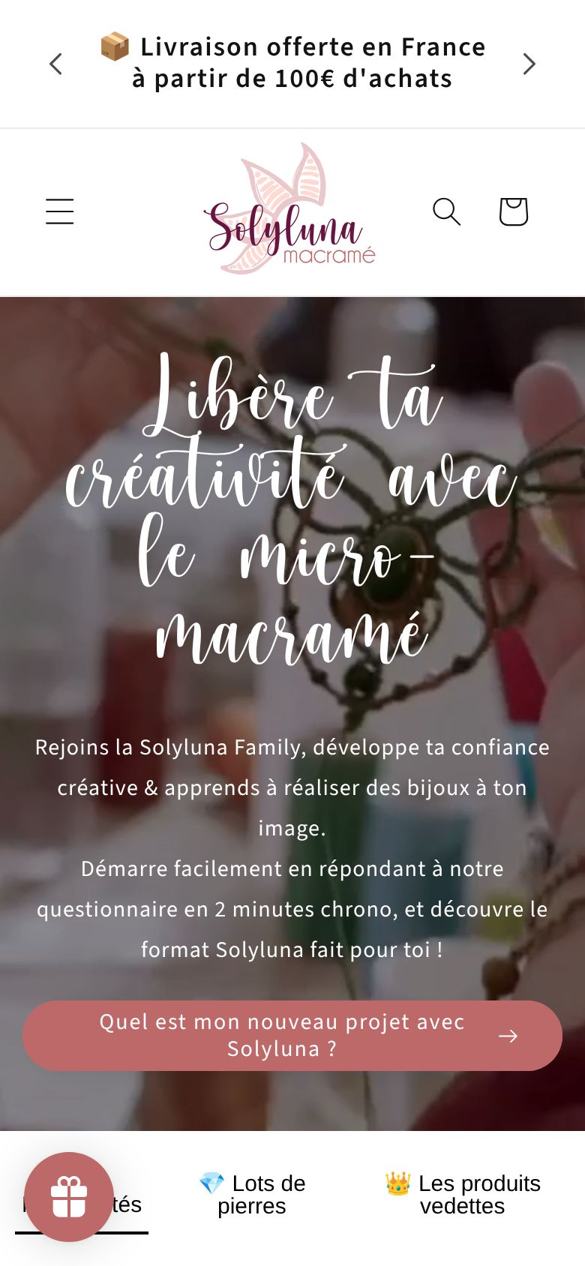 📦 Livraison offerte en France
à partir de 100€ d'achats
Solyluna
macramé
Libère ta
créativité avec
le micro-
macramé
Rejoins la Solyluna Family, développe ta confiance
créative & apprends à réaliser des bijoux à ton
image.
Démarre facilement en répondant à notre
questionnaire en 2 minutes chrono, et découvre le
format Solyluna fait pour toi !
Quel est mon nouveau projet avec
Solyluna ?
💎 Lots de
pierres
👑 Les produits
vedettes